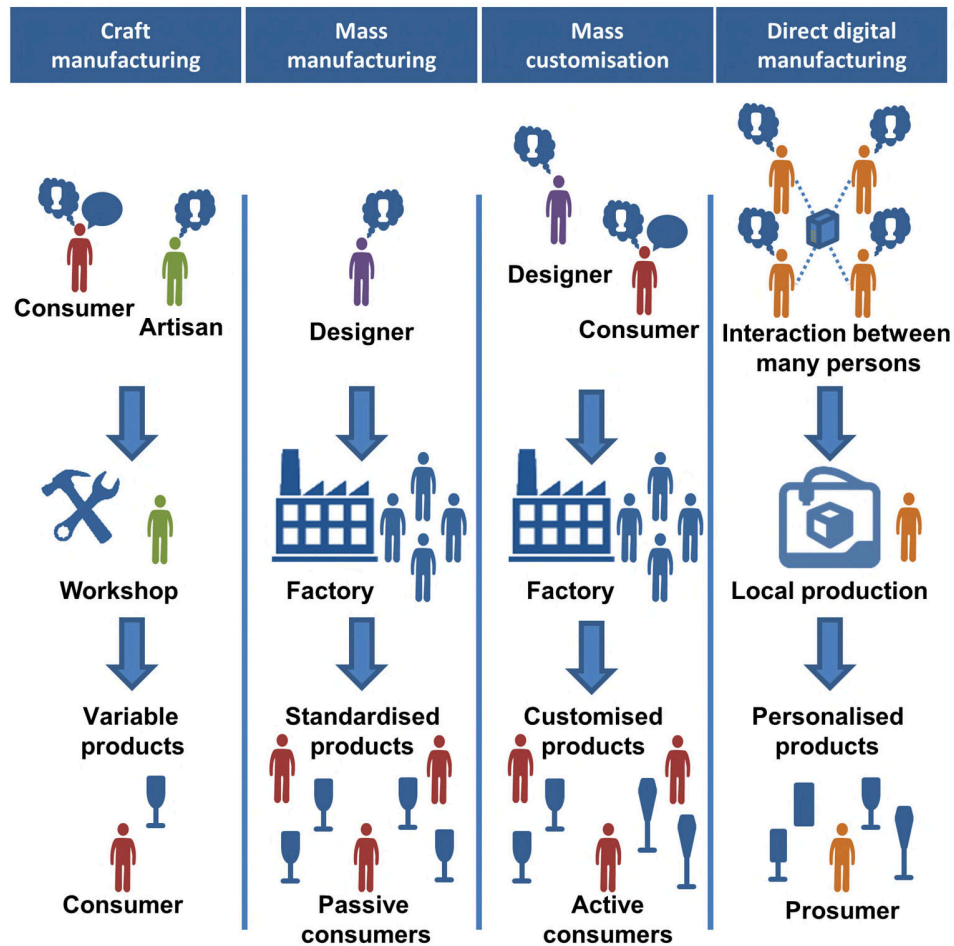 Craft
manufacturing
Mass
manufacturing
Mass
customisation
Direct digital
manufacturing
Consumer
Artisan
Designer
Designer
Consumer
Interaction between
many persons
Workshop
Factory
Factory
Local production
Variable
products
Standardised
products
Customised
products
Personalised
products
Consumer
Passive
consumers
Active
consumers
Prosumer